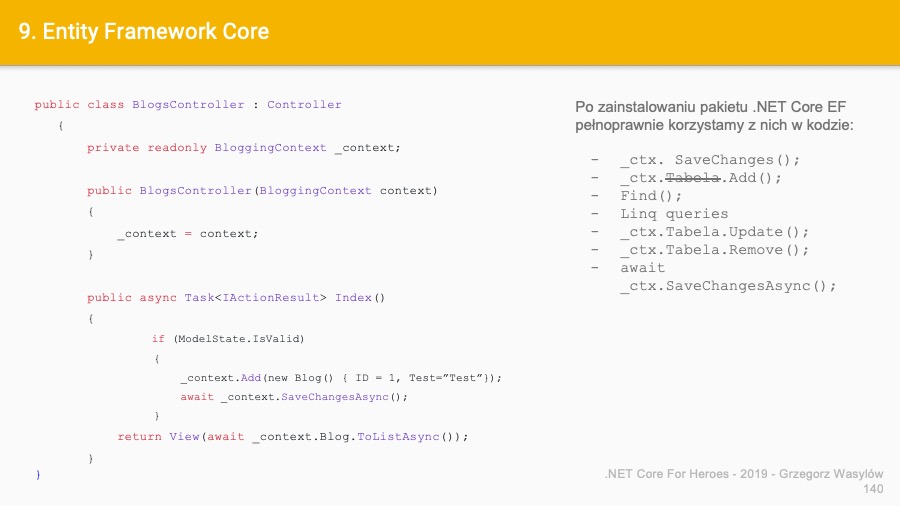 9. Entity Framework Core
public class BlogsController : Controller
{
private readonly BloggingContext _context;
public BlogsController(BloggingContext context)
{
_context = context;
}
public async Task<IActionResult> Index()
{
if (ModelState.IsValid)
{
_context.Add(new Blog() { ID = 1, Test=”Test”});
await _context.SaveChangesAsync();
}
return View(await _context.Blog.ToListAsync());
}
}
Po zainstalowaniu pakietu .NET Core EF
pełnoprawnie korzystamy z nich w kodzie:
- _ctx. SaveChanges();
- _ctx.Tabela.Add();
- Find();
- Linq queries
- _ctx.Tabela.Update();
- _ctx.Tabela.Remove();
- await
_ctx.SaveChangesAsync();
.NET Core For Heroes - 2019 - Grzegorz Wasylów
140